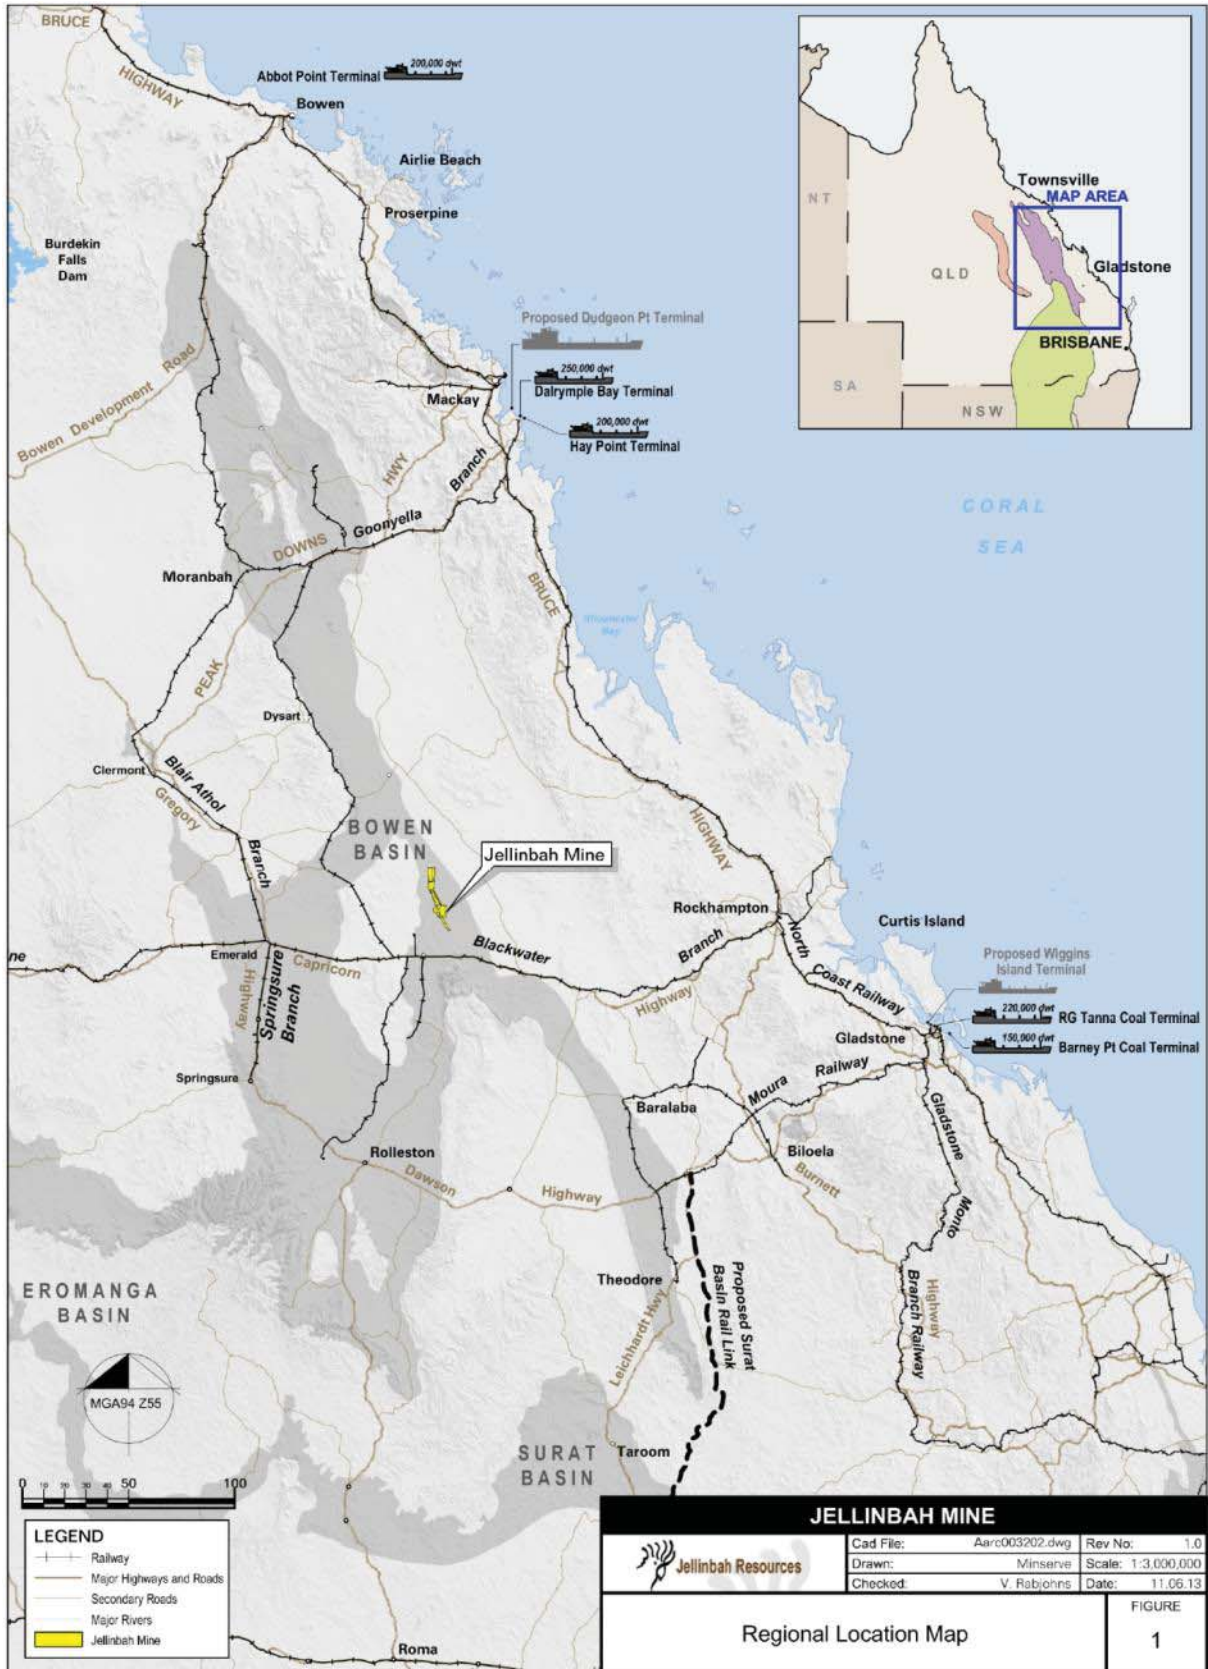 BRUCE
HIGHWAY
Abbot Point Terminal
200,000 dwt
Bowen
Airlie Beach
Proserpine
Burdekin
Falls
Dam
Bowen Development Road
Proposed Dudgeon Pt Terminal
250,000 dwt
Dalrymple Bay Terminal
Mackay
200,000 dwt
Hay Point Terminal
HWY
Branch
Goonyella
DOWNS
Moranbah
PEAK
BRUCE
Shoalwater
Bay
CORAL
SEA
Dysart
Clermont
Blair Athol
Gregory
Branch
BOWEN
BASIN
Jellinbah Mine
HIGHWAY
Rockhampton
Curtis Island
Emerald
Capricorn
Blackwater
Branch
Highway
North
Coast Railway
Proposed Wiggins
Island Terminal
220,000 dwt
RG Tanna Coal Terminal
150,000 dwt
Barney Pt Coal Terminal
ne
Highway
Springsure
Branch
Springsure
Gladstone
Moura
Railway
Baralaba
Biloela
Burnett
Gladstone
Monto
Branch Railway
Highway
Rolleston
Dawson
Highway
Theodore
Leichhardt Hwy
Proposed Surat
Basin Rail Link
EROMANGA
BASIN
SURAT
BASIN
Taroom
Roma
MGA94 Z55
0 10 20 30 40 50 100
LEGEND
Railway
Major Highways and Roads
Secondary Roads
Major Rivers
Jellinbah Mine
Townsville
MAP AREA
NT
QLD
Gladstone
BRISBANE
SA
NSW
JELLINBAH MINE
Jellinbah Resources
Cad File: Aarc003202.dwg
Rev No: 1.0
Drawn: Minserve
Scale: 1:3,000,000
Checked: V. Rabjohns
Date: 11.06.13
Regional Location Map
FIGURE
1